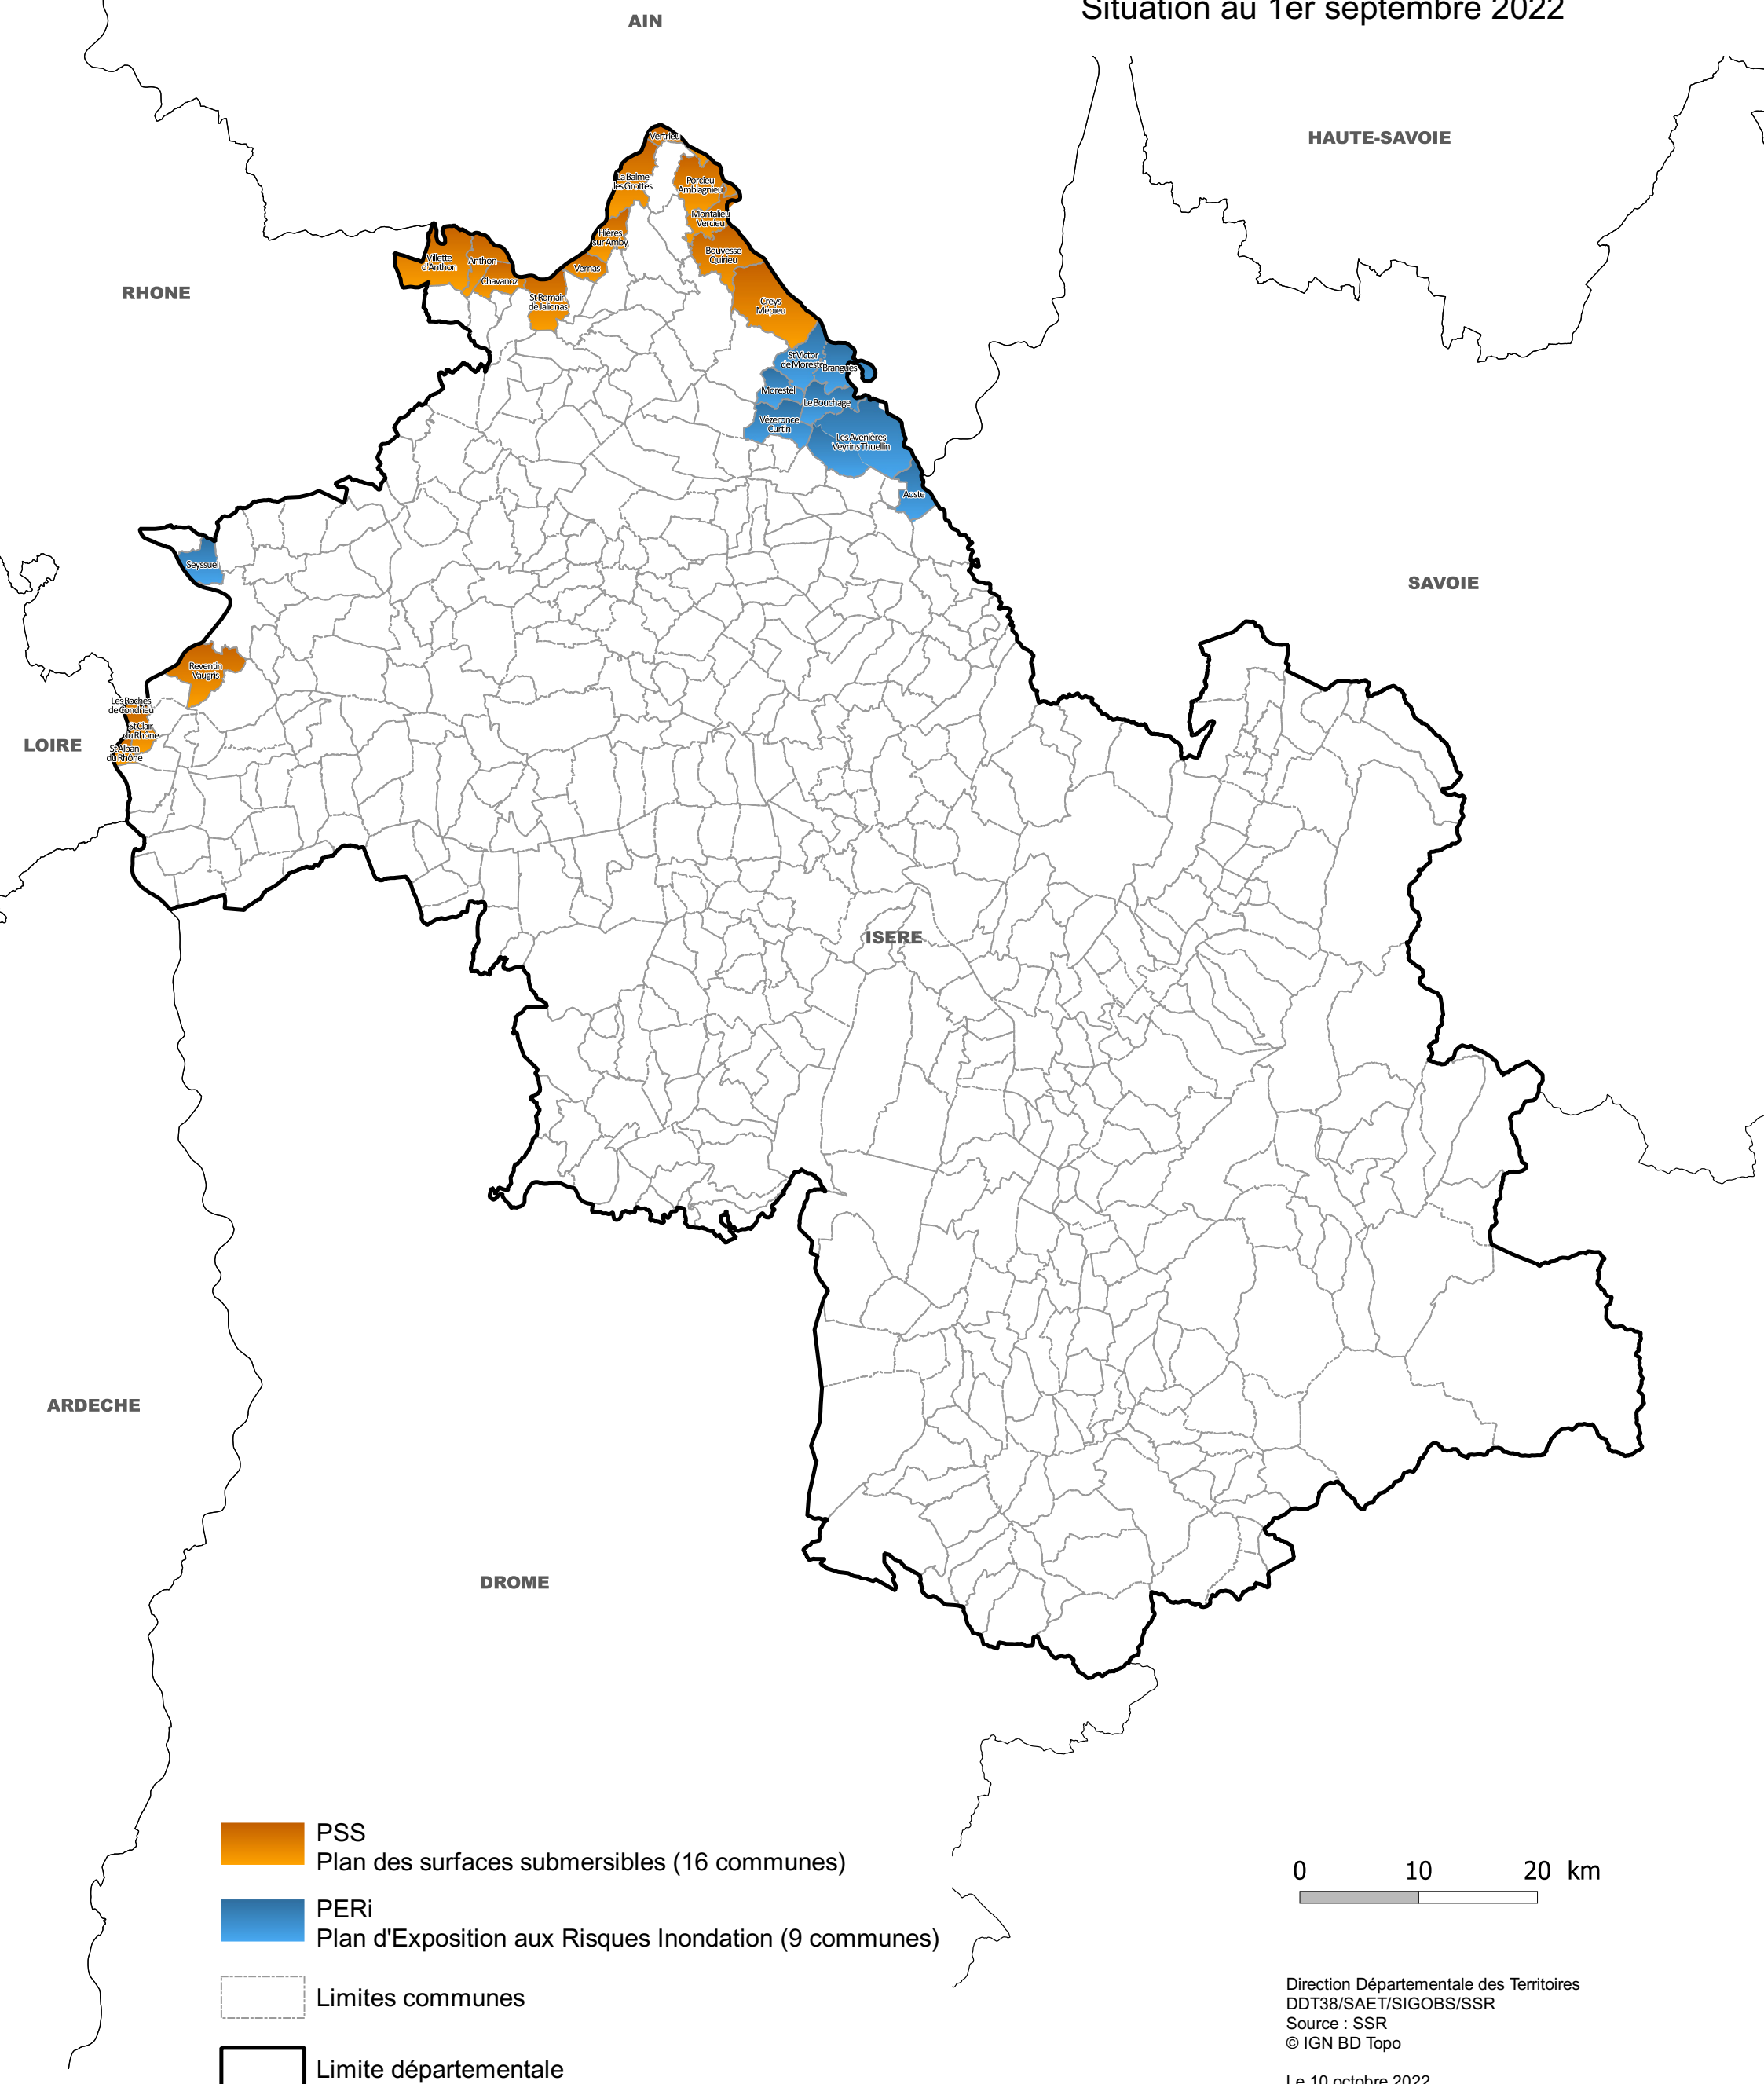 Situation au 1er septembre 2022
AIN
HAUTE-SAVOIE
Vertrieu
La Balme
les Grottes
Porcieu
Amblagnieu
Montalieu
Vercieu
Hières
sur Amby
Bouvesse
Quirieu
Villette
d'Anthon
Anthon
Vernas
Chavanoz
RHONE
St Romain
de Jalionas
Creys
Mépieu
St Victor
de Morestel
Brangues
Morestel
Le Bouchage
Vézeronce
Curtin
Les Avenières
Veyrins Thuellin
Aoste
Seyssuel
SAVOIE
Reventin
Vaugris
Les Roches
de Condrieu
St Clair
du Rhône
LOIRE
St Alban
du Rhône
ISERE
ARDECHE
DROME
PSS
Plan des surfaces submersibles (16 communes)
PERi
Plan d'Exposition aux Risques Inondation (9 communes)
Limites communes
Limite départementale
0 10 20 km
Direction Départementale des Territoires
DDT38/SAET/SIGOBS/SSR
Source : SSR
© IGN BD Topo
Le 10 octobre 2022